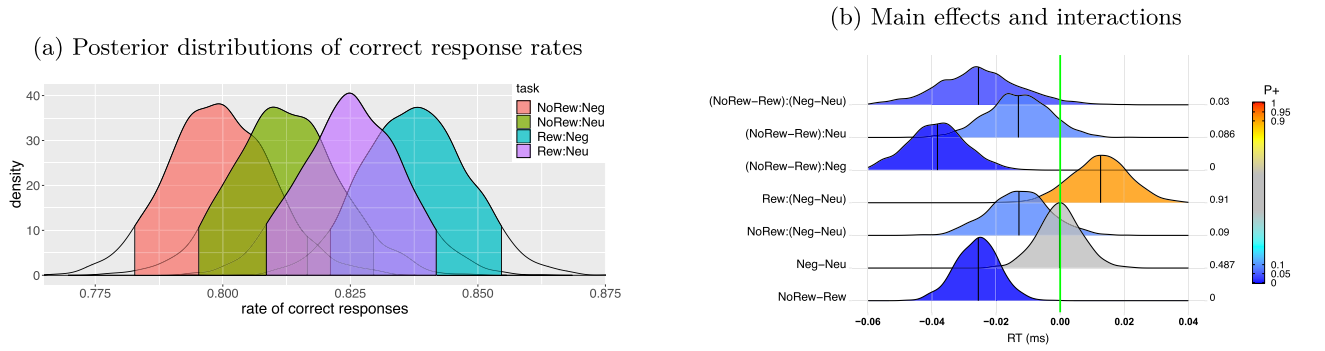 (a) Posterior distributions of correct response rates
task
NoRew:Neg
NoRew:Neu
Rew:Neg
Rew:Neu
density
40
30
20
10
0
0.775
0.800
0.825
0.850
0.875
rate of correct responses
(b) Main effects and interactions
(NoRew−Rew):(Neg−Neu)
0.03
(NoRew−Rew):Neu
0.086
(NoRew−Rew):Neg
0
Rew:(Neg−Neu)
0.91
NoRew:(Neg−Neu)
0.09
Neg−Neu
0.487
NoRew−Rew
0
−0.06
−0.04
−0.02
0.00
0.02
0.04
RT (ms)
P+
1
0.95
0.9
0.1
0.05
0